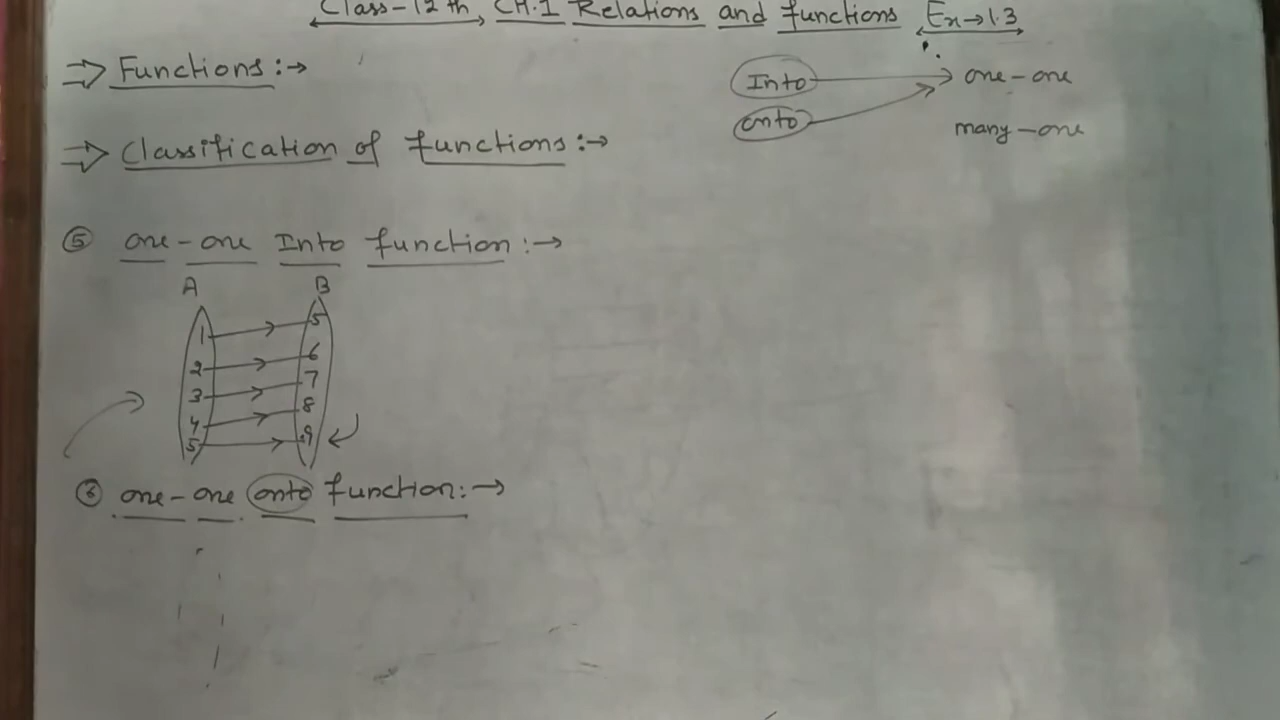 Class-12th, CH.1 Relations and functions Ex→1.3
⇒ Functions:→
Into → one-one
onto many-one
⇒ Classification of functions:→
⑤ one-one Into function:→
A B
1 5
2 6
3 7
4 8
5 9
⑥ one-one onto function:→